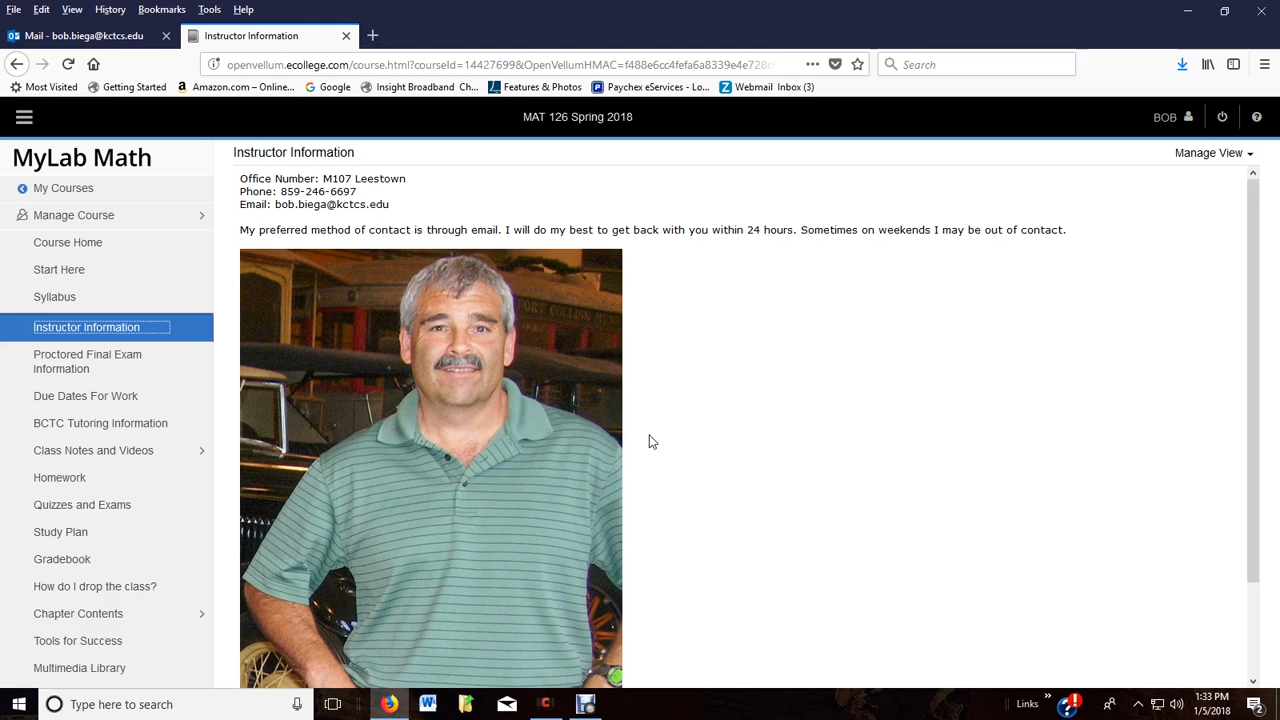 File Edit View History Bookmarks Tools Help
Mail - bob.biega@kctcs.edu
Instructor Information
openvellum.ecollege.com/course.html?courseId=14427699&OpenVellumHMAC=f488e6cc4fefa6a8339e4e728c
Search
Most Visited Getting Started Amazon.com – Online... Google Insight Broadband Ch... Features & Photos Paychex eServices - Lo... Webmail Inbox (3)
MAT 126 Spring 2018
BOB
MyLab Math
My Courses
Manage Course
Course Home
Start Here
Syllabus
Instructor Information
Proctored Final Exam
Information
Due Dates For Work
BCTC Tutoring Information
Class Notes and Videos
Homework
Quizzes and Exams
Study Plan
Gradebook
How do I drop the class?
Chapter Contents
Tools for Success
Multimedia Library
Instructor Information
Manage View
Office Number: M107 Leestown
Phone: 859-246-6697
Email: bob.biega@kctcs.edu
My preferred method of contact is through email. I will do my best to get back with you within 24 hours. Sometimes on weekends I may be out of contact.
FORT COLLINS
Type here to search
Links
1:33 PM
1/5/2018
2